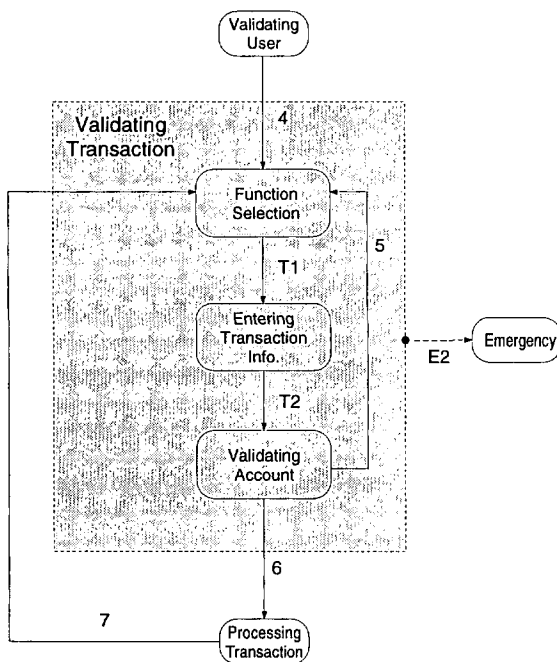 Validating
User
4
Validating
Transaction
Function
Selection
5
T1
Entering
Transaction
Info.
E2
Emergency
T2
Validating
Account
6
7
Processing
Transaction